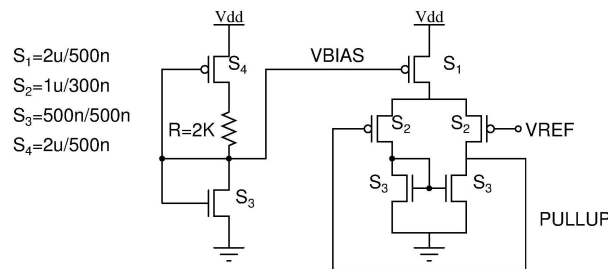 Vdd
Vdd
S1=2u/500n
S2=1u/300n
S3=500n/500n
S4=2u/500n
S4
VBIAS
S1
R=2K
S2
S2
VREF
S3
S3
S3
PULLUP